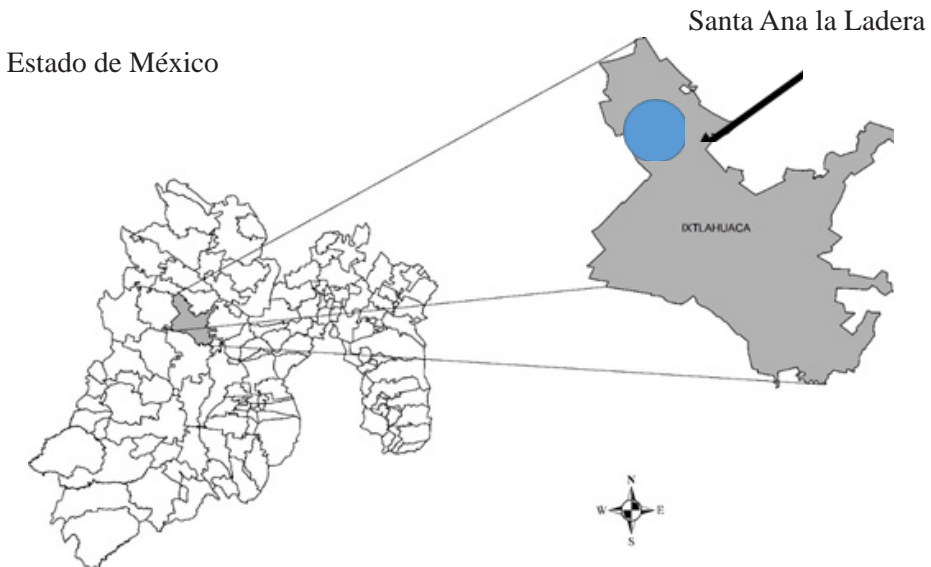 Santa Ana la Ladera
Estado de México
IXTLAHUACA
N
W E
S